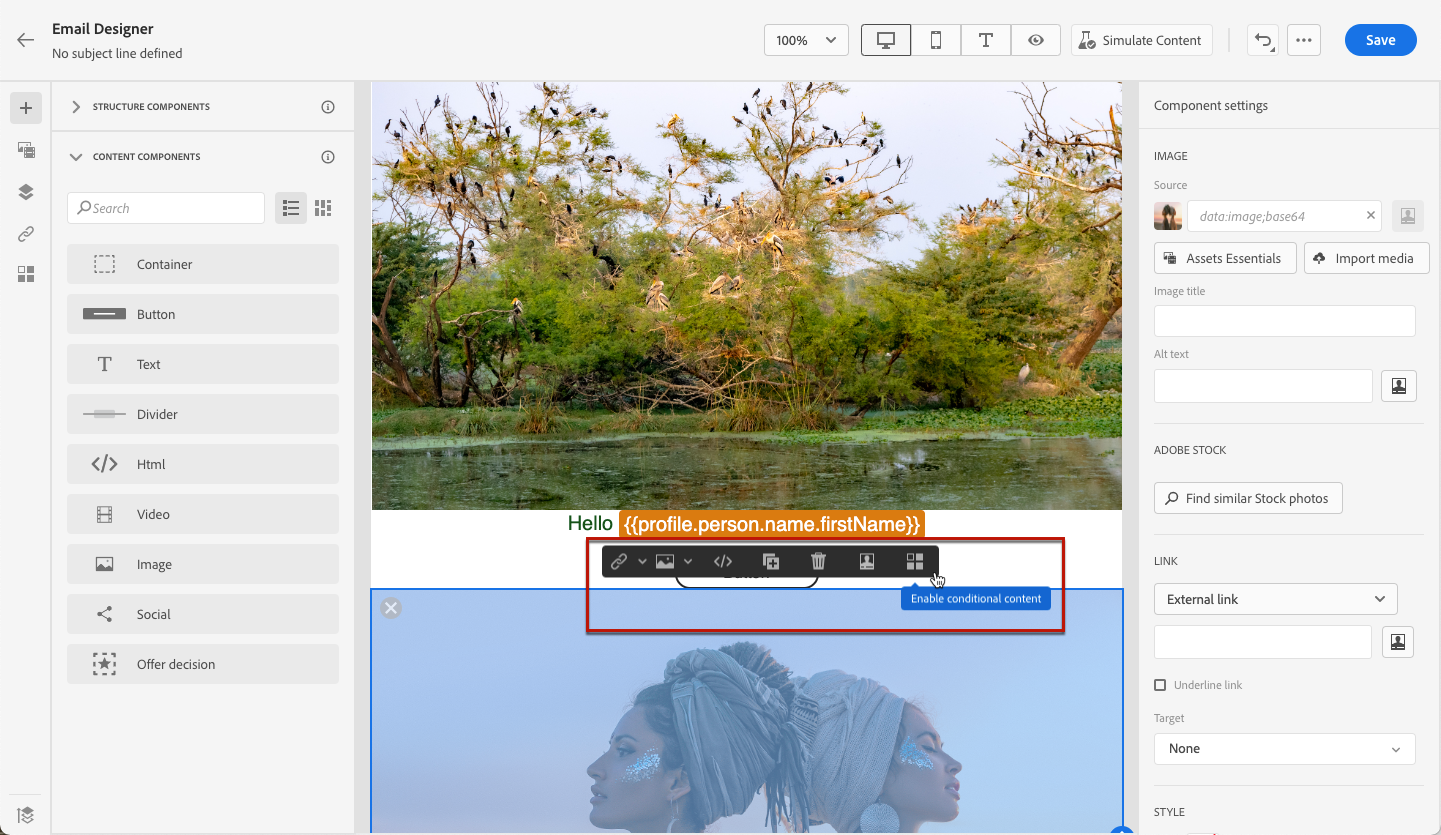 Email Designer
No subject line defined
100%
Simulate Content
Save
STRUCTURE COMPONENTS
CONTENT COMPONENTS
Search
Container
Button
Text
Divider
Html
Video
Image
Social
Offer decision
Hello {{profile.person.name.firstName}}
Enable conditional content
Component settings
IMAGE
Source
data:image;base64
Assets Essentials
Import media
Image title
Alt text
ADOBE STOCK
Find similar Stock photos
LINK
External link
Underline link
Target
None
STYLE